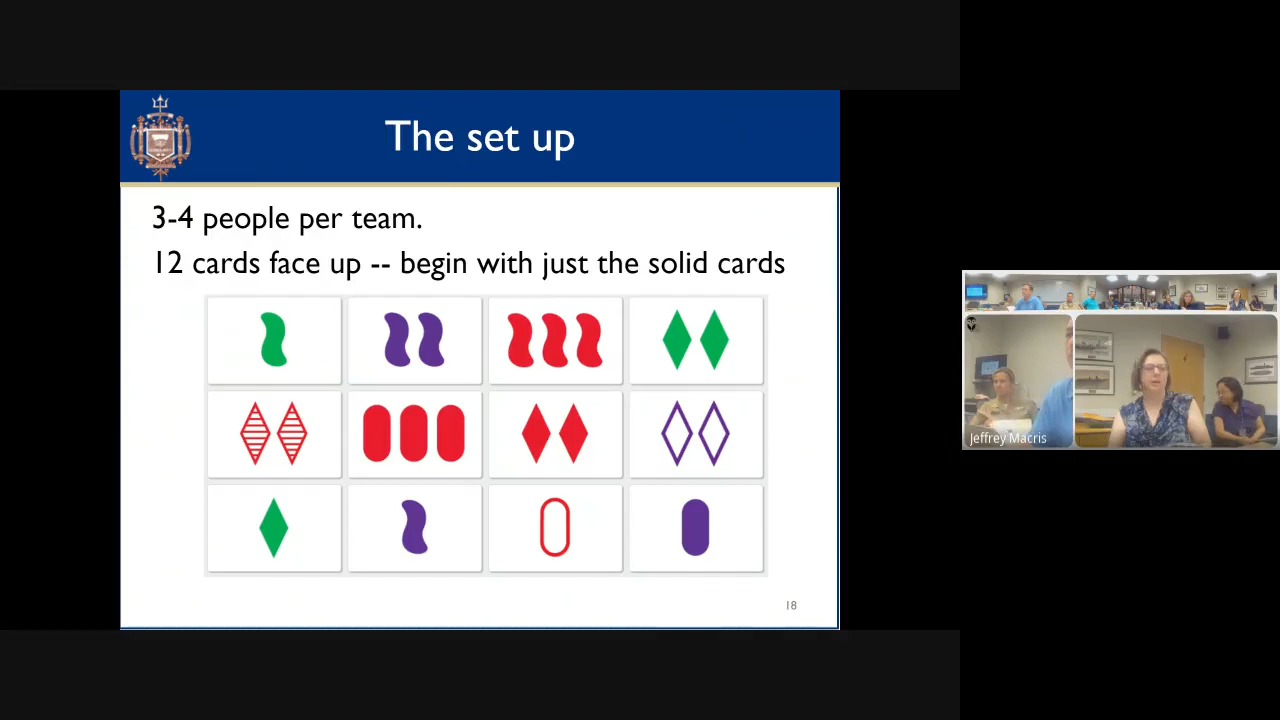 The set up
3-4 people per team.
12 cards face up -- begin with just the solid cards
18
Jeffrey Macris